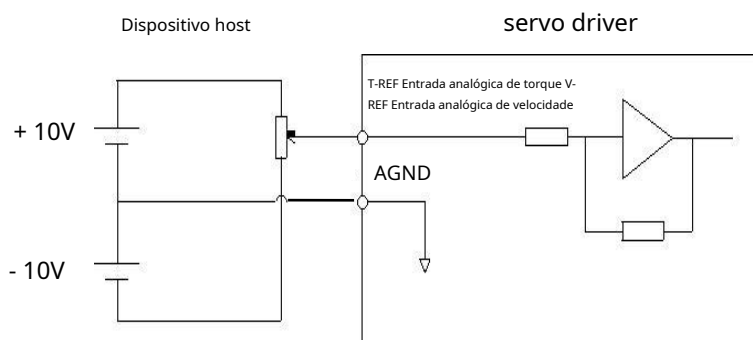 Dispositivo host
servo driver
T-REF Entrada analógica de torque V-
REF Entrada analógica de velocidade
+ 10V
AGND
- 10V